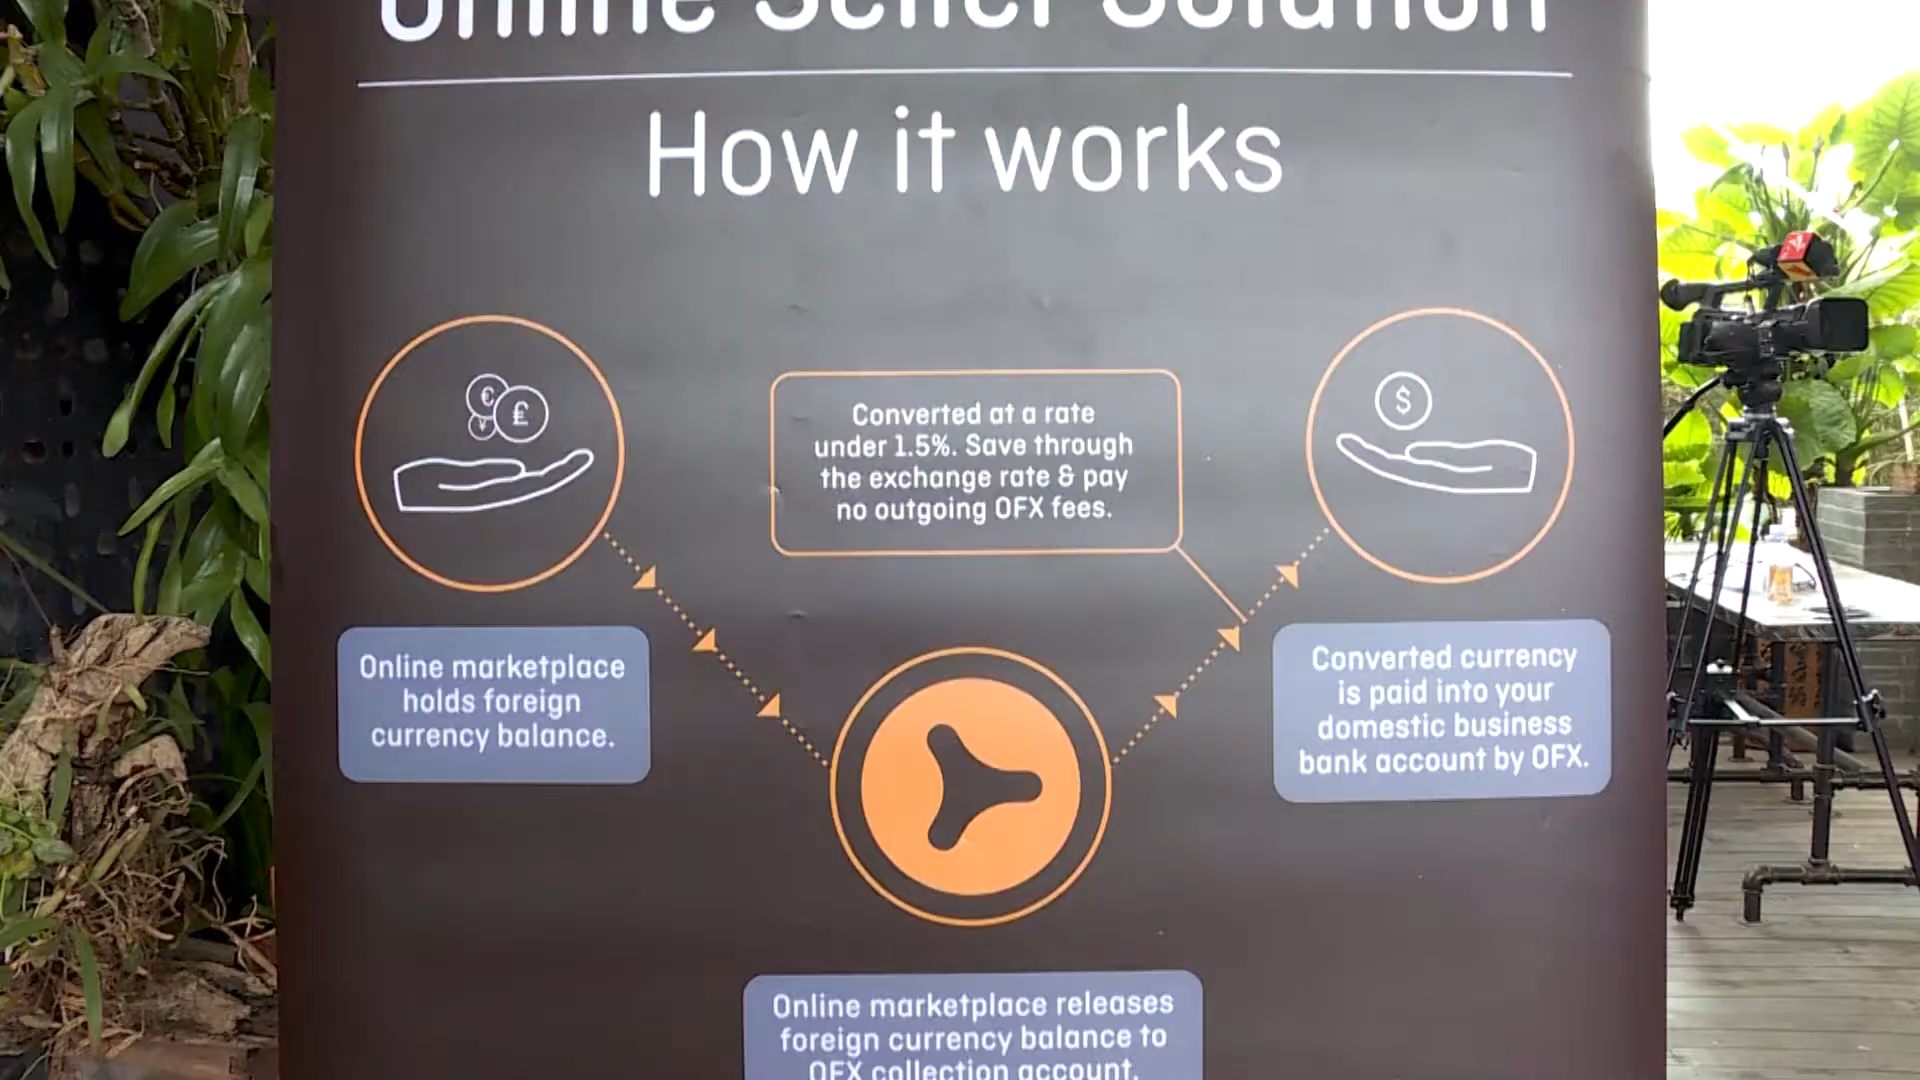 Online Seller Solution
How it works
Converted at a rate
under 1.5%. Save through
the exchange rate & pay
no outgoing OFX fees.
Online marketplace
holds foreign
currency balance.
Converted currency
is paid into your
domestic business
bank account by OFX.
Online marketplace releases
foreign currency balance to
OFX collection account.